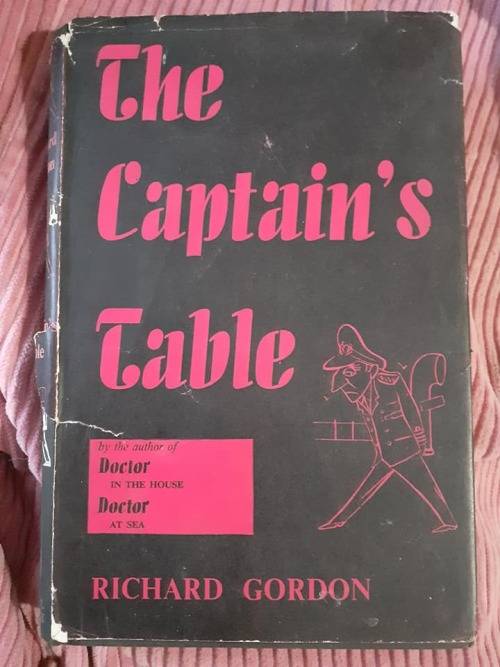 The
Captain's
Table
by the author of
Doctor
IN THE HOUSE
Doctor
AT SEA
RICHARD GORDON